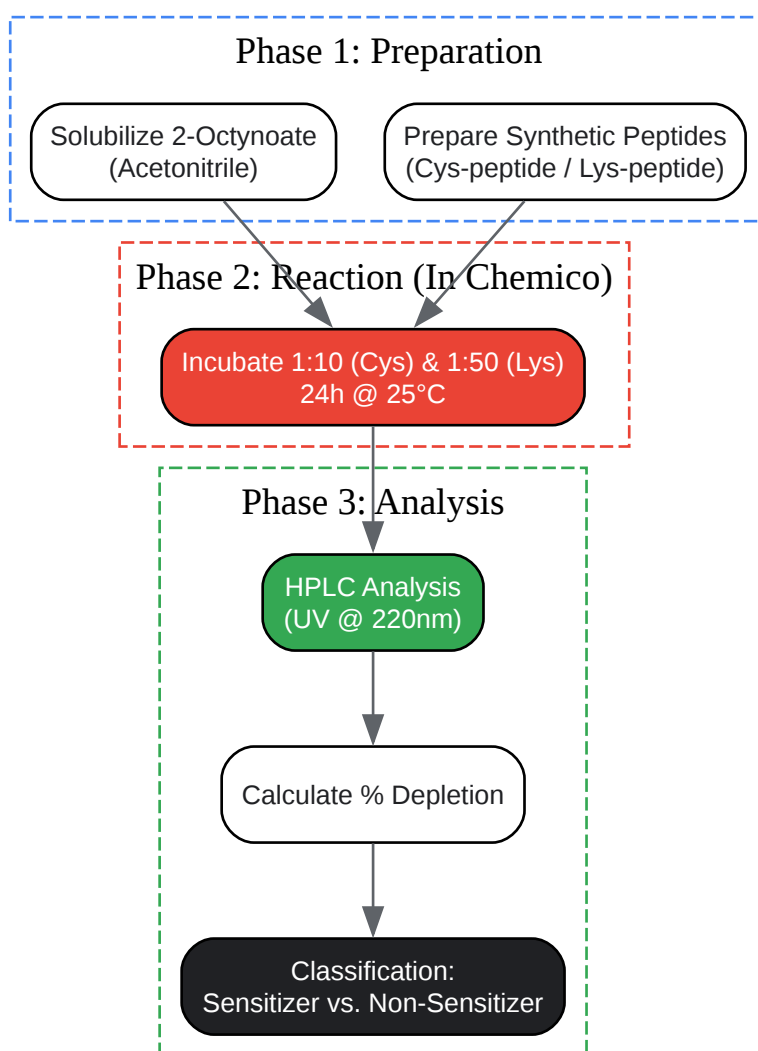 Phase 1: Preparation
Solubilize 2-Octynoate
(Acetonitrile)
Prepare Synthetic Peptides
(Cys-peptide / Lys-peptide)
Phase 2: Reaction (In Chemico)
Incubate 1:10 (Cys) & 1:50 (Lys)
24h @ 25°C
Phase 3: Analysis
HPLC Analysis
(UV @ 220nm)
Calculate % Depletion
Classification:
Sensitizer vs. Non-Sensitizer